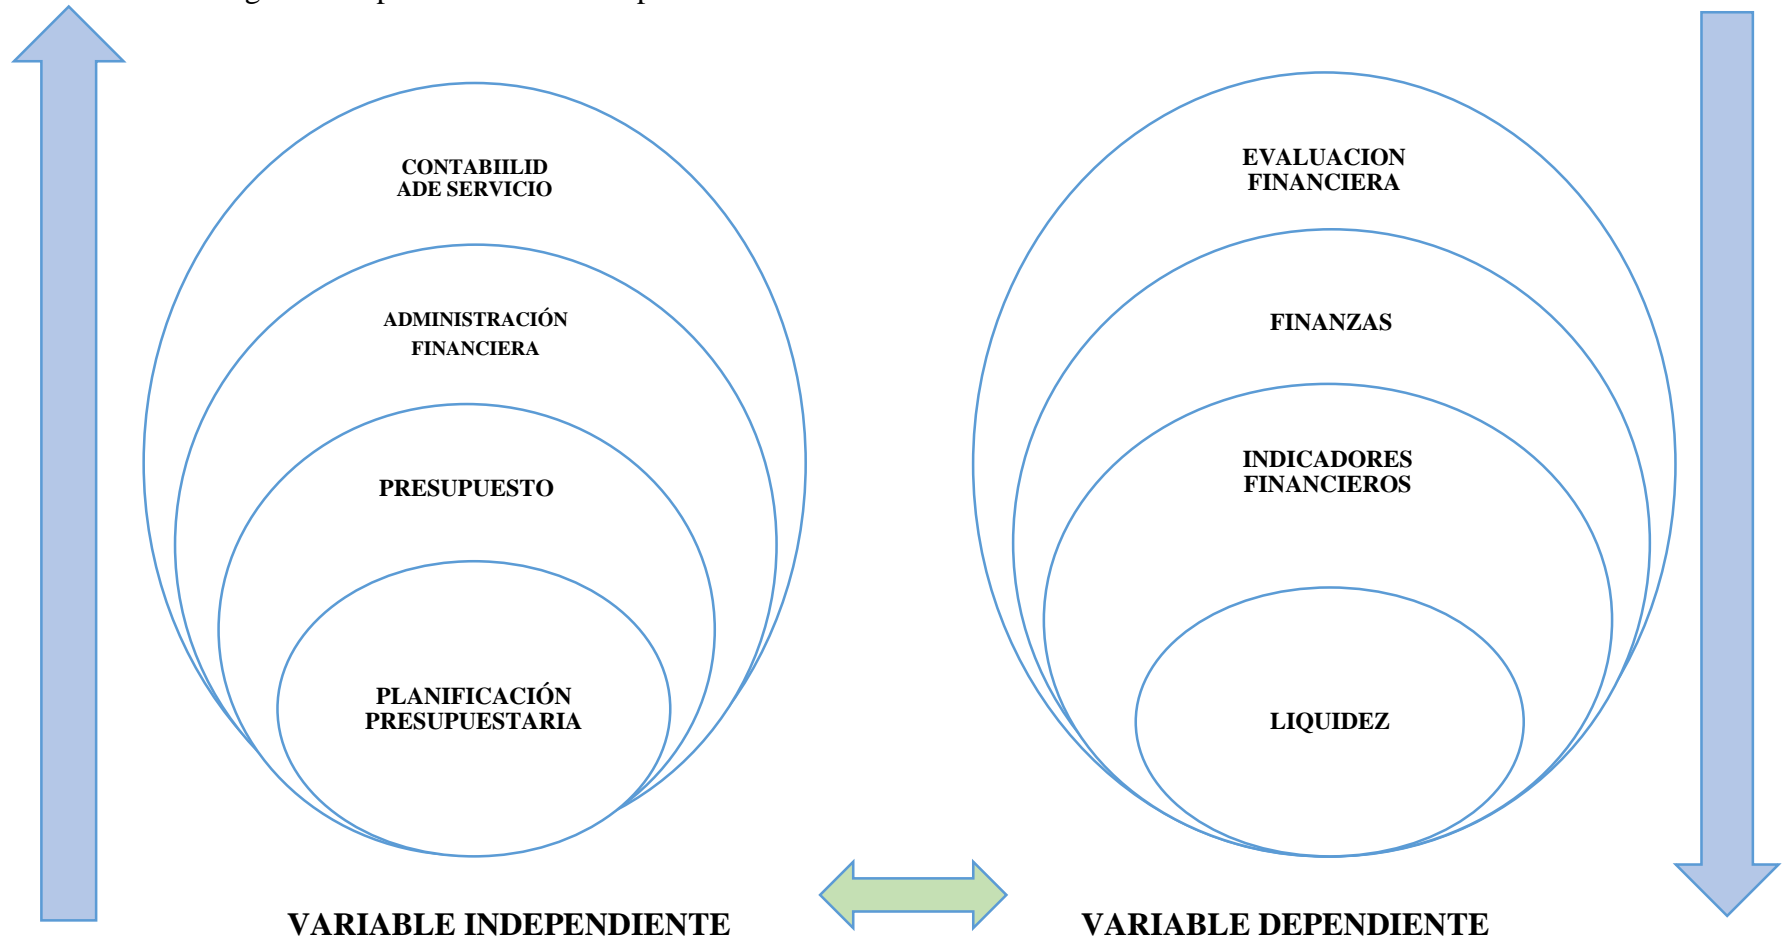 CONTABIILID
ADE SERVICIO
ADMINISTRACIÓN
FINANCIERA
PRESUPUESTO
PLANIFICACIÓN
PRESUPUESTARIA
VARIABLE INDEPENDIENTE
EVALUACION
FINANCIERA
FINANZAS
INDICADORES
FINANCIEROS
LIQUIDEZ
VARIABLE DEPENDIENTE